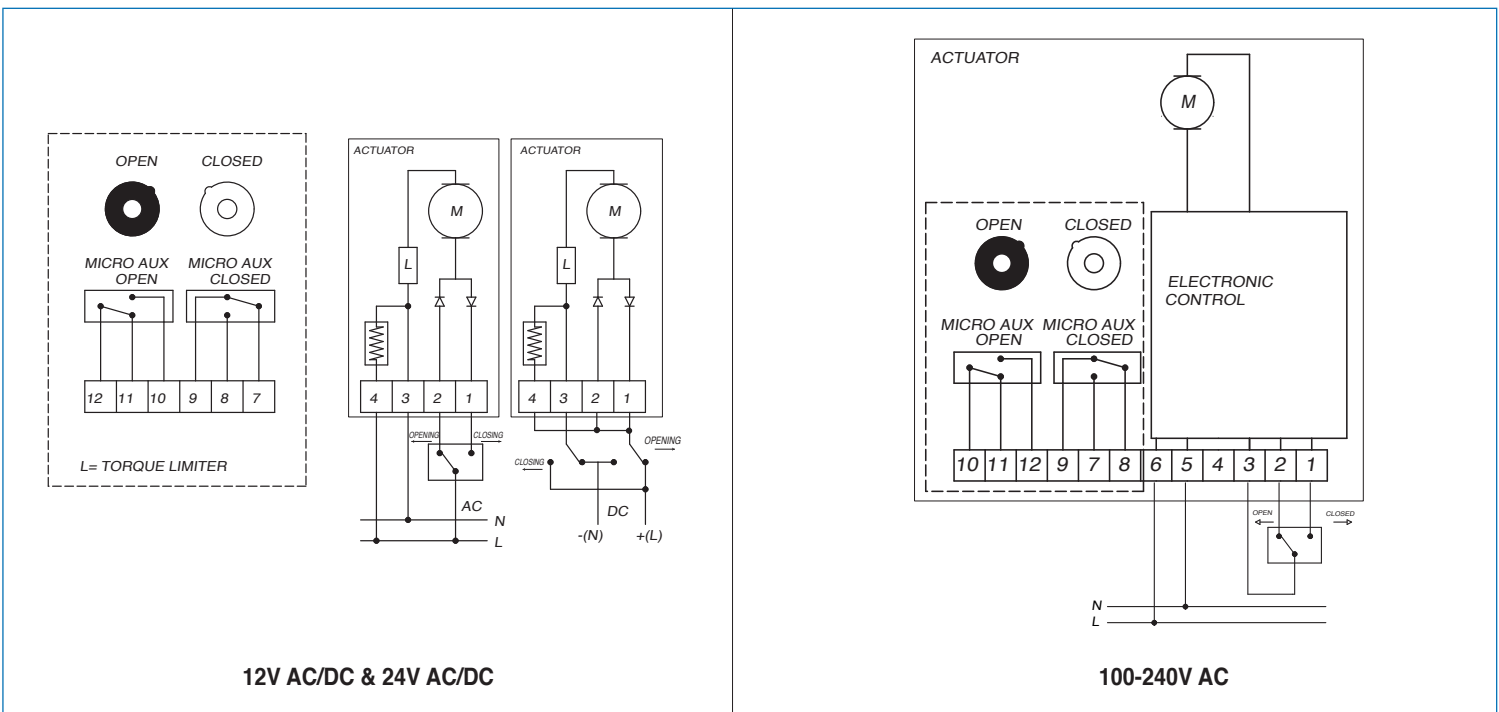 OPEN CLOSED
MICRO AUX OPEN
MICRO AUX CLOSED
12 11 10 9 8 7
L= TORQUE LIMITER
ACTUATOR
M
L
4 3 2 1
OPENING
CLOSING
AC
N
L
ACTUATOR
M
L
4 3 2 1
OPENING
CLOSING
DC
-(N) +(L)
12V AC/DC & 24V AC/DC
ACTUATOR
M
OPEN CLOSED
MICRO AUX OPEN
MICRO AUX CLOSED
ELECTRONIC
CONTROL
10 11 12 9 7 8 6 5 4 3 2 1
OPEN
CLOSED
N
L
100-240V AC